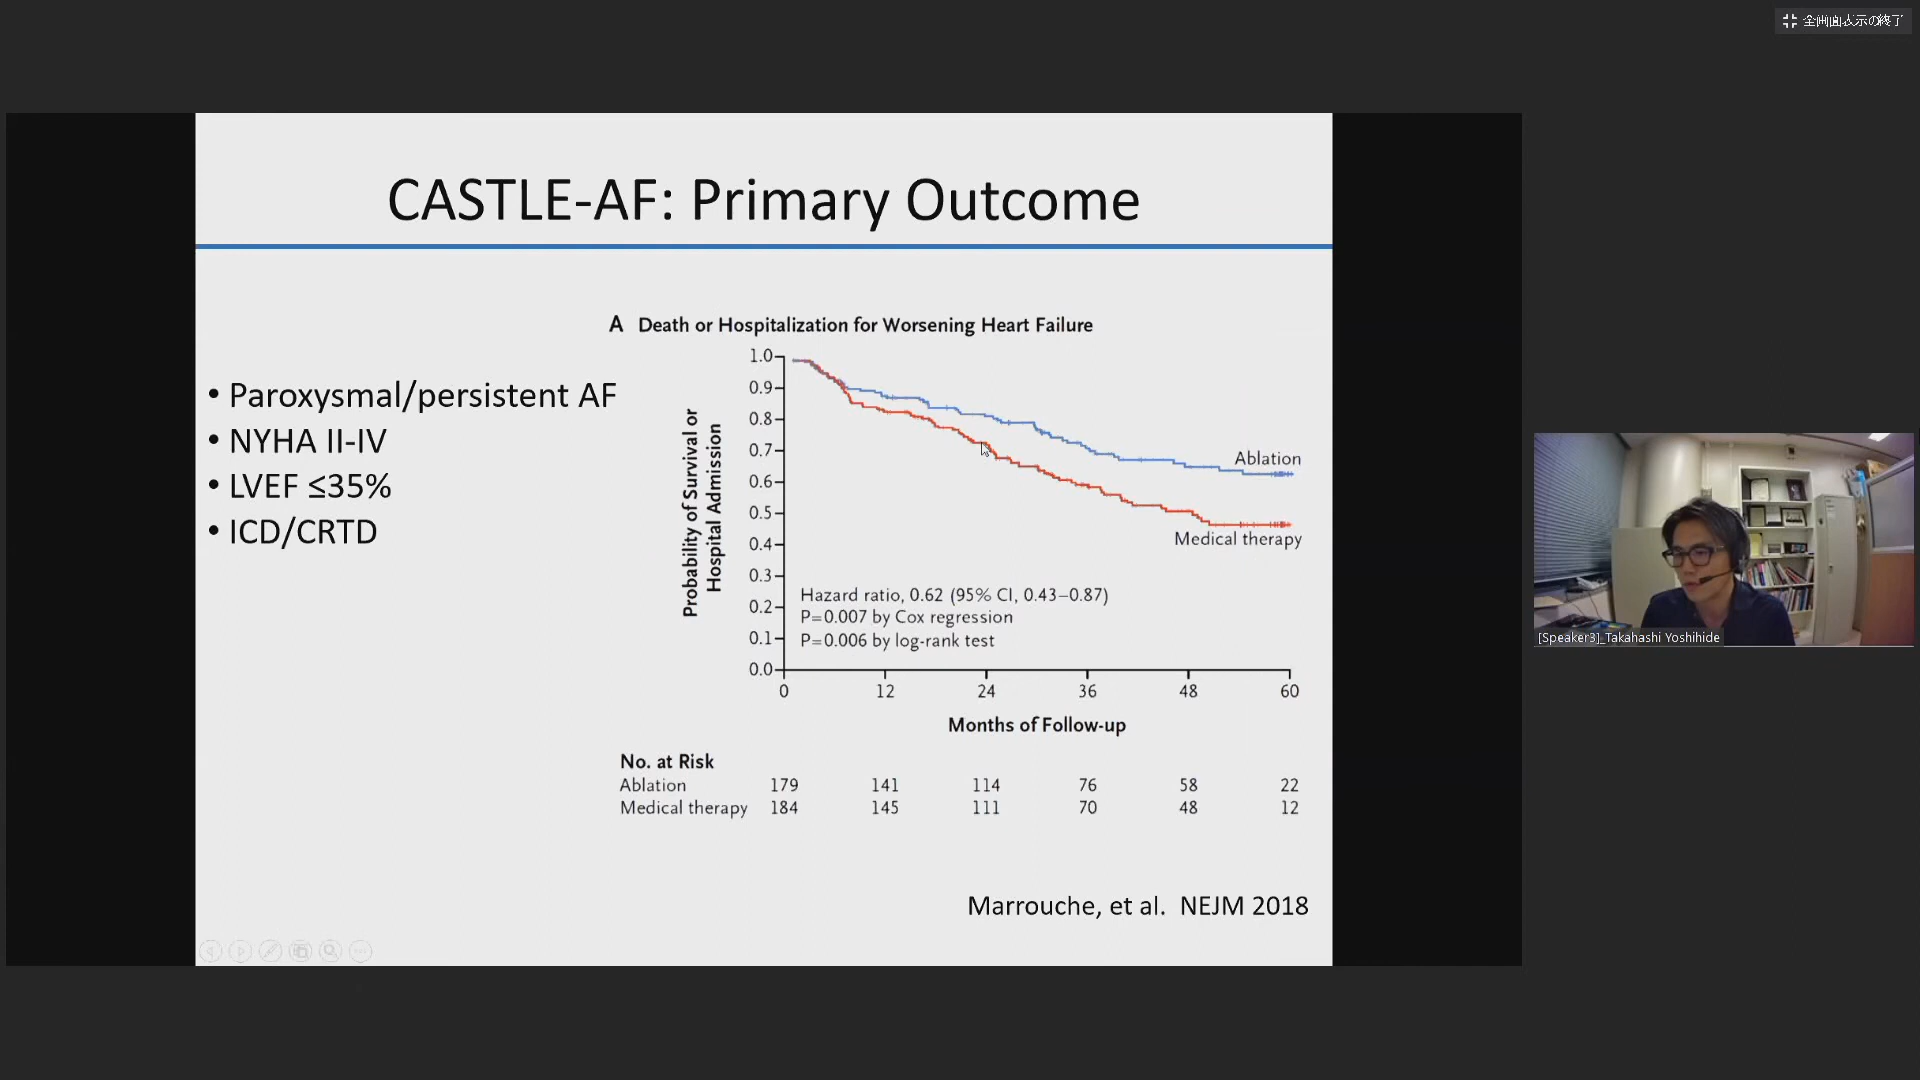 全画面表示の終了
CASTLE-AF: Primary Outcome
• Paroxysmal/persistent AF
• NYHA II-IV
• LVEF ≤35%
• ICD/CRTD
A Death or Hospitalization for Worsening Heart Failure
Probability of Survival or
Hospital Admission
1.0
0.9
0.8
0.7
0.6
0.5
0.4
0.3
0.2
0.1
0.0
Ablation
Medical therapy
Hazard ratio, 0.62 (95% CI, 0.43–0.87)
P=0.007 by Cox regression
P=0.006 by log-rank test
0 12 24 36 48 60
Months of Follow-up
No. at Risk
Ablation 179 141 114 76 58 22
Medical therapy 184 145 111 70 48 12
Marrouche, et al. NEJM 2018
[Speaker3]_Takahashi Yoshihide